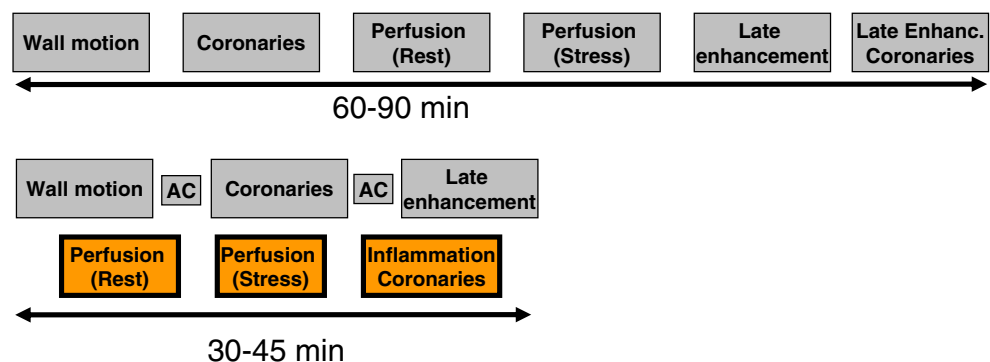 Wall motion
Coronaries
Perfusion
(Rest)
Perfusion
(Stress)
Late
enhancement
Late Enhanc.
Coronaries
60-90 min
Wall motion
AC
Coronaries
AC
Late
enhancement
Perfusion
(Rest)
Perfusion
(Stress)
Inflammation
Coronaries
30-45 min